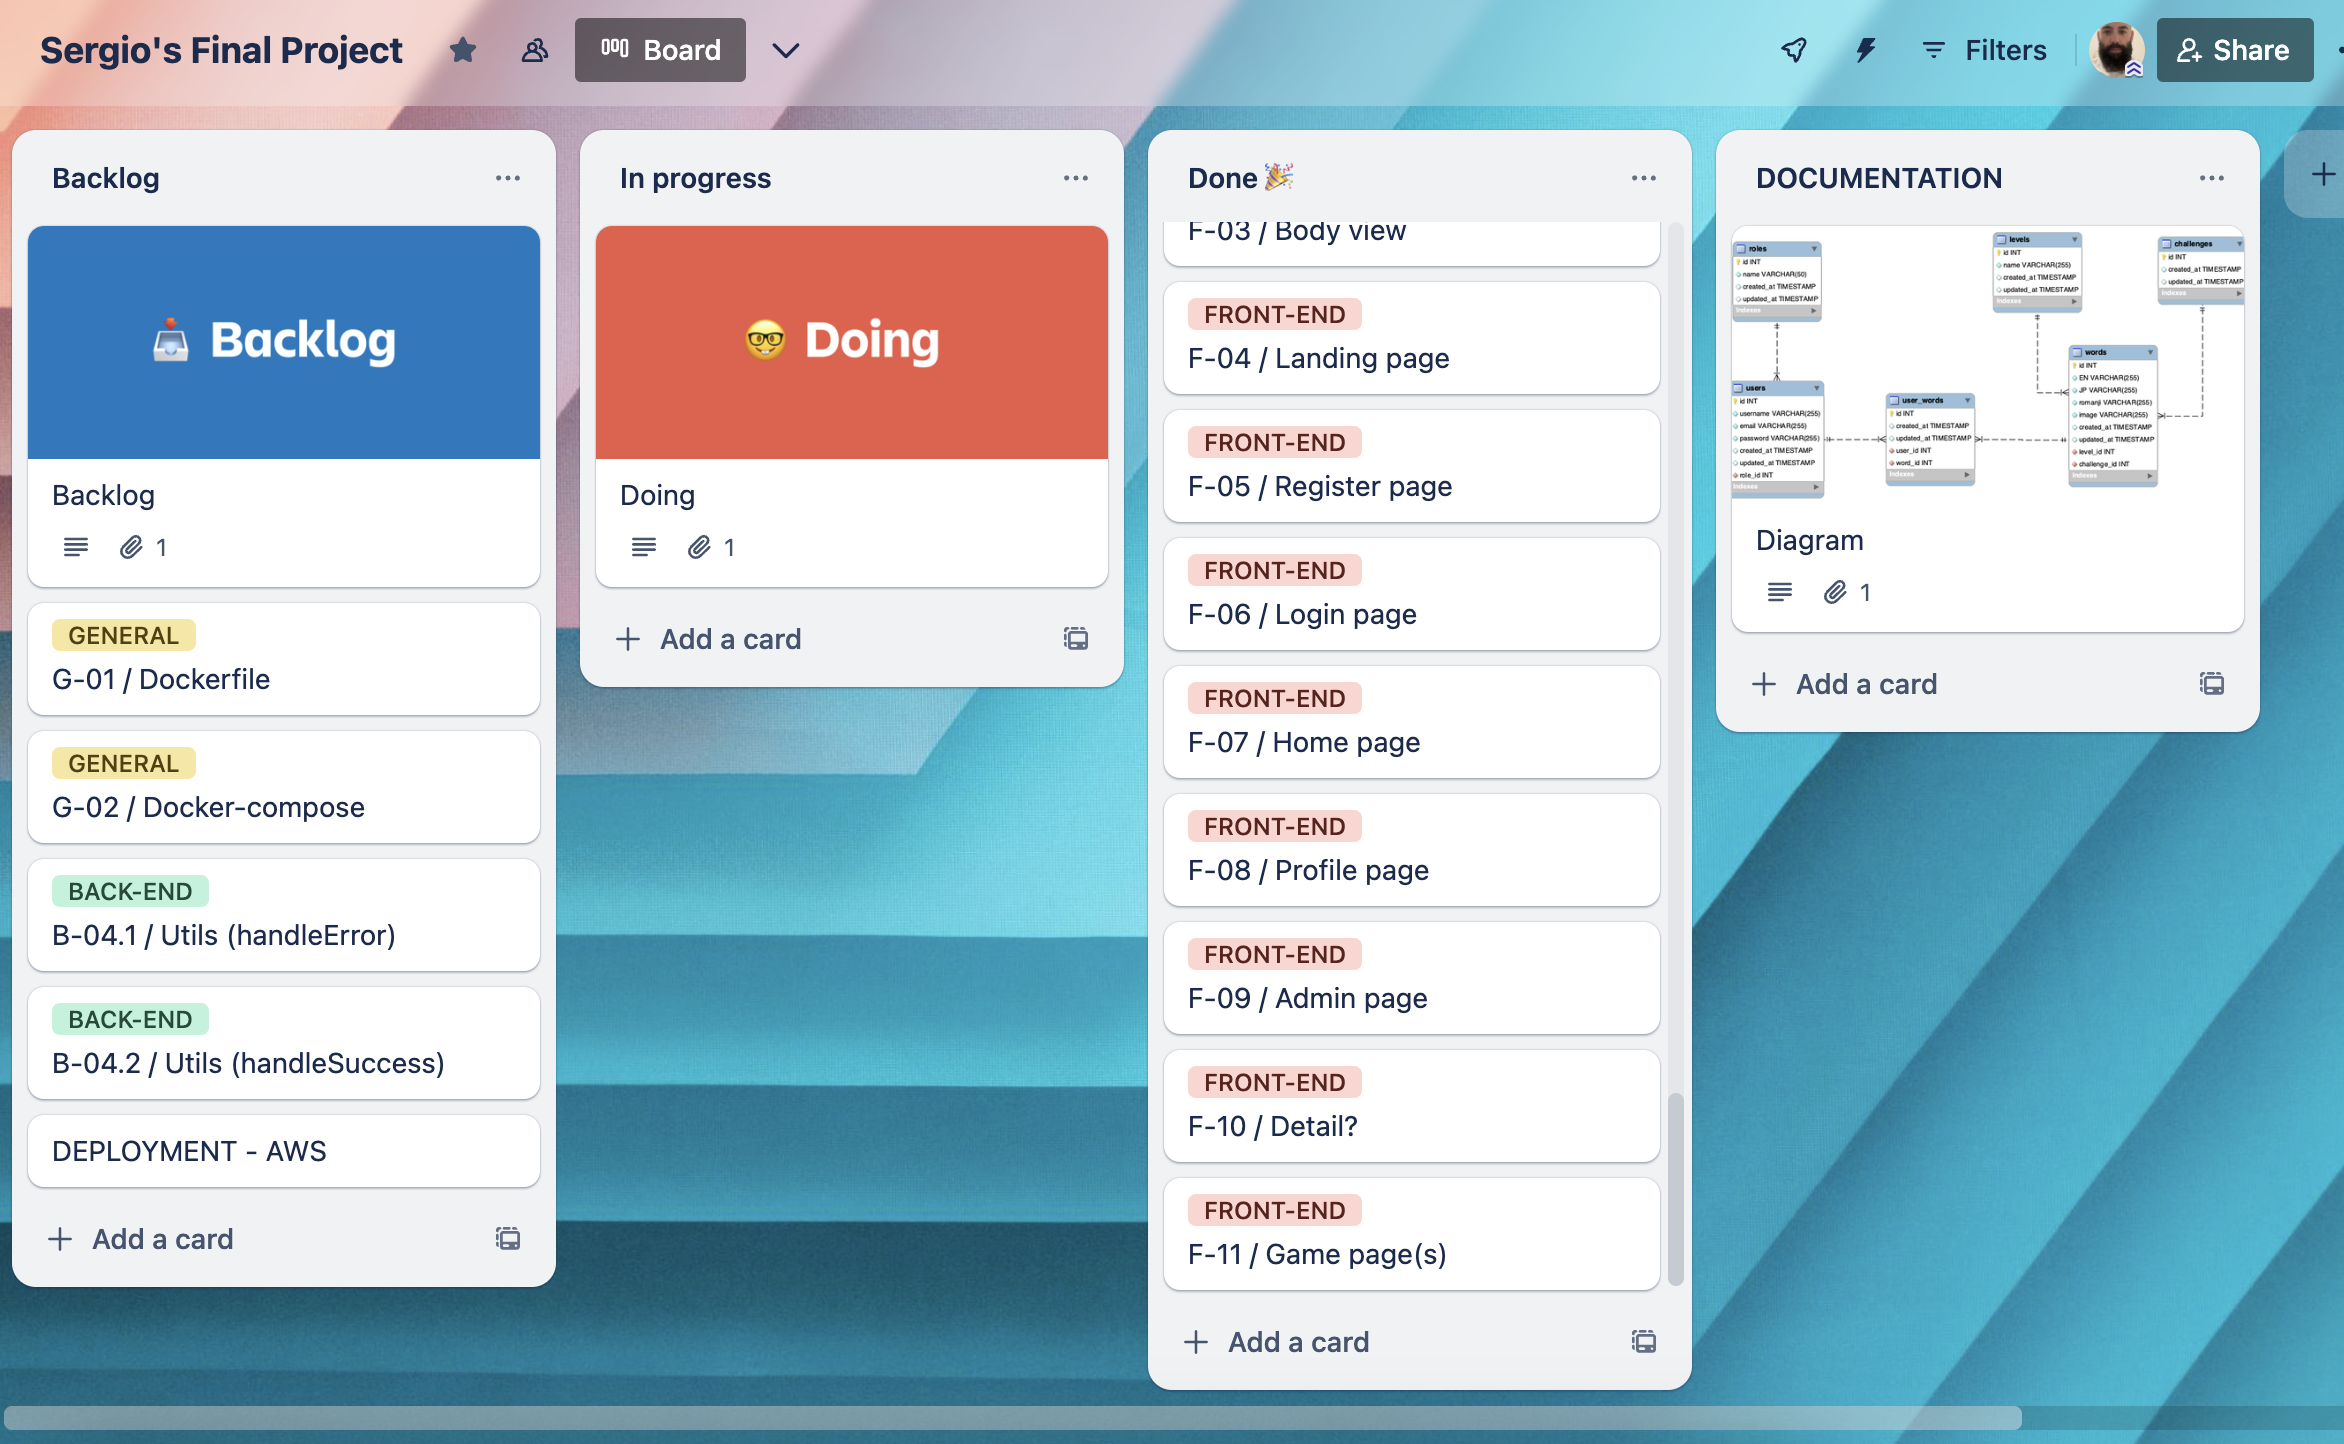 Sergio's Final Project
Board
Filters
Share
Backlog
Backlog
Backlog
1
GENERAL
G-01 / Dockerfile
GENERAL
G-02 / Docker-compose
BACK-END
B-04.1 / Utils (handleError)
BACK-END
B-04.2 / Utils (handleSuccess)
DEPLOYMENT - AWS
Add a card
In progress
Doing
Doing
1
Add a card
Done
F-03 / Body view
FRONT-END
F-04 / Landing page
FRONT-END
F-05 / Register page
FRONT-END
F-06 / Login page
FRONT-END
F-07 / Home page
FRONT-END
F-08 / Profile page
FRONT-END
F-09 / Admin page
FRONT-END
F-10 / Detail?
FRONT-END
F-11 / Game page(s)
Add a card
DOCUMENTATION
roles
id INT
name VARCHAR(50)
created_at TIMESTAMP
updated_at TIMESTAMP
Indexes
levels
id INT
name VARCHAR(255)
created_at TIMESTAMP
updated_at TIMESTAMP
Indexes
challenges
id INT
created_at TIMESTAMP
updated_at TIMESTAMP
Indexes
users
id INT
username VARCHAR(255)
email VARCHAR(255)
password VARCHAR(255)
created_at TIMESTAMP
updated_at TIMESTAMP
role_id INT
Indexes
user_words
id INT
created_at TIMESTAMP
updated_at TIMESTAMP
user_id INT
word_id INT
Indexes
words
id INT
EN VARCHAR(255)
JP VARCHAR(255)
romanji VARCHAR(255)
image VARCHAR(255)
created_at TIMESTAMP
updated_at TIMESTAMP
level_id INT
challenge_id INT
Indexes
Diagram
1
Add a card